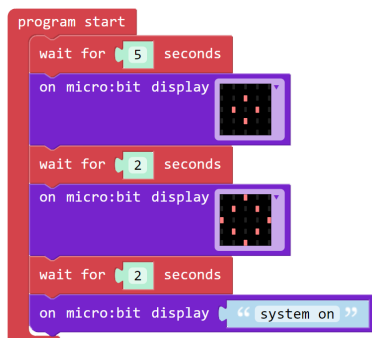 program start
wait for 5 seconds
on micro:bit display
wait for 2 seconds
on micro:bit display
wait for 2 seconds
on micro:bit display “ system on ”